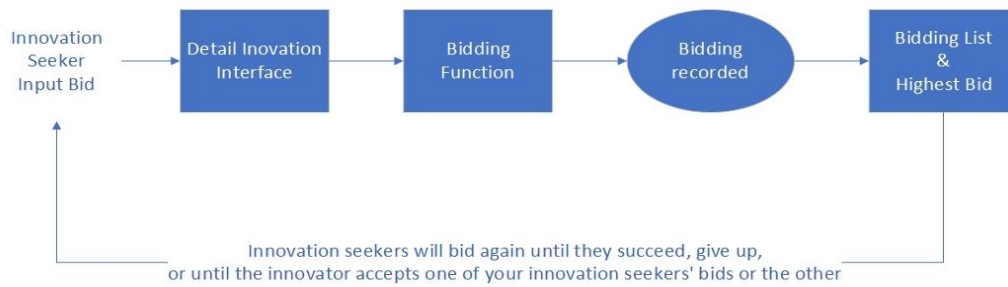 Innovation
Seeker
Input Bid
Detail Inovation
Interface
Bidding
Function
Bidding
recorded
Bidding List
&
Highest Bid
Innovation seekers will bid again until they succeed, give up,
or until the innovator accepts one of your innovation seekers' bids or the other